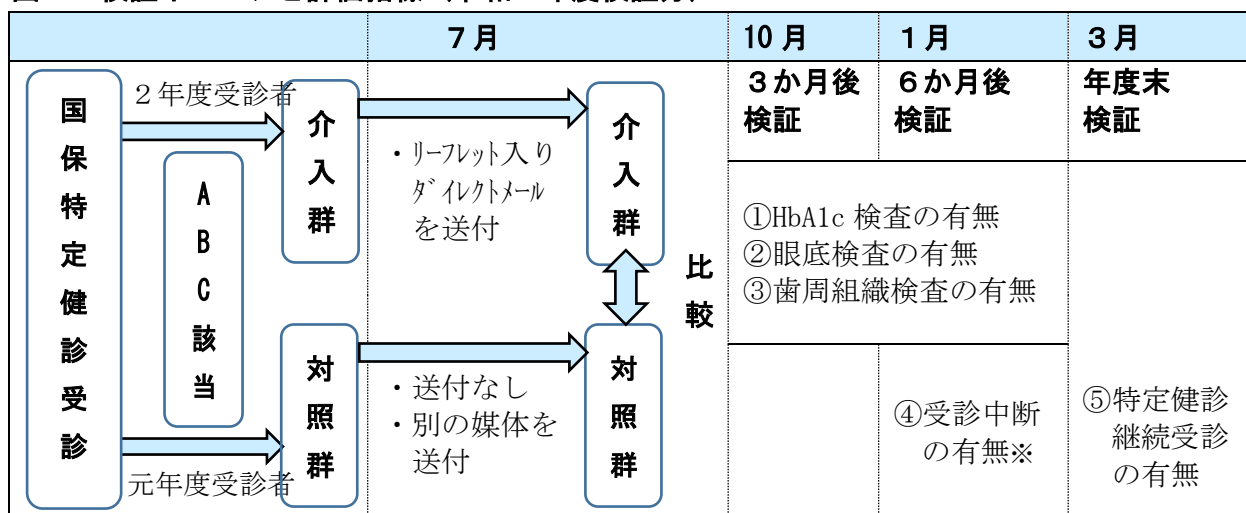 ７月
10月
１月
３月
３か月後
検証
６か月後
検証
年度末
検証
国保特定健診受診
２年度受診者
ＡＢＣ該当
元年度受診者
介入群
対照群
・ﾘｰﾌﾚｯﾄ入り
ﾀﾞｲﾚｸﾄﾒｰﾙ
を送付
・送付なし
・別の媒体を
送付
介入群
対照群
比較
①HbA1c 検査の有無
②眼底検査の有無
③歯周組織検査の有無
④受診中断
の有無※
⑤特定健診
継続受診
の有無